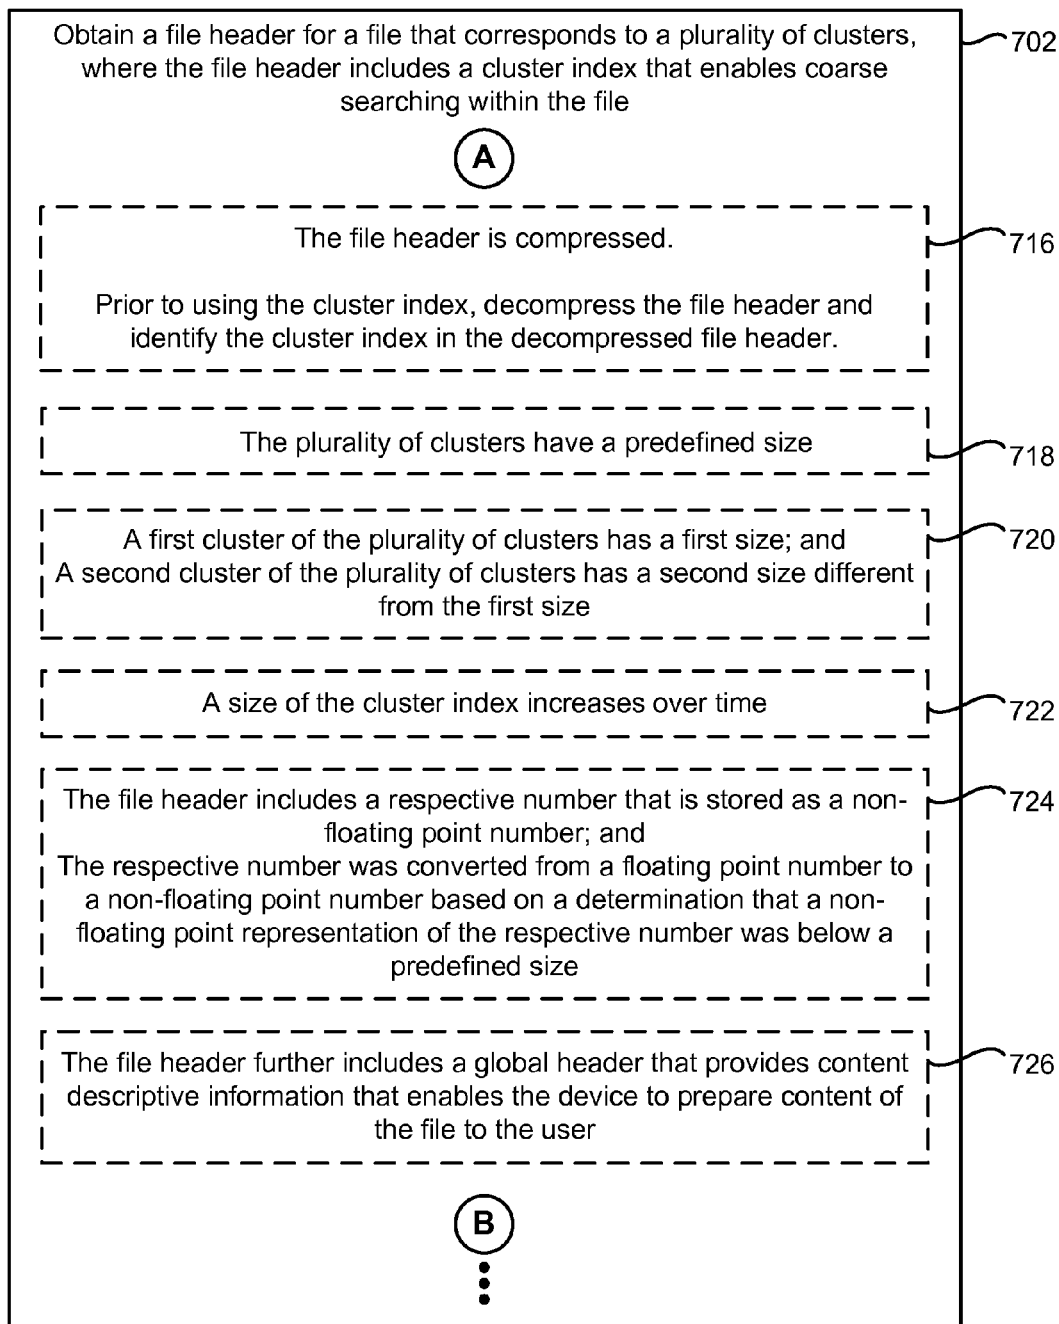 Obtain a file header for a file that corresponds to a plurality of clusters,
where the file header includes a cluster index that enables coarse
searching within the file
702
A
The file header is compressed.
716
Prior to using the cluster index, decompress the file header and
identify the cluster index in the decompressed file header.
The plurality of clusters have a predefined size
718
A first cluster of the plurality of clusters has a first size; and
720
A second cluster of the plurality of clusters has a second size different
from the first size
A size of the cluster index increases over time
722
The file header includes a respective number that is stored as a non-
724
floating point number; and
The respective number was converted from a floating point number to
a non-floating point number based on a determination that a non-
floating point representation of the respective number was below a
predefined size
The file header further includes a global header that provides content
726
descriptive information that enables the device to prepare content of
the file to the user
B